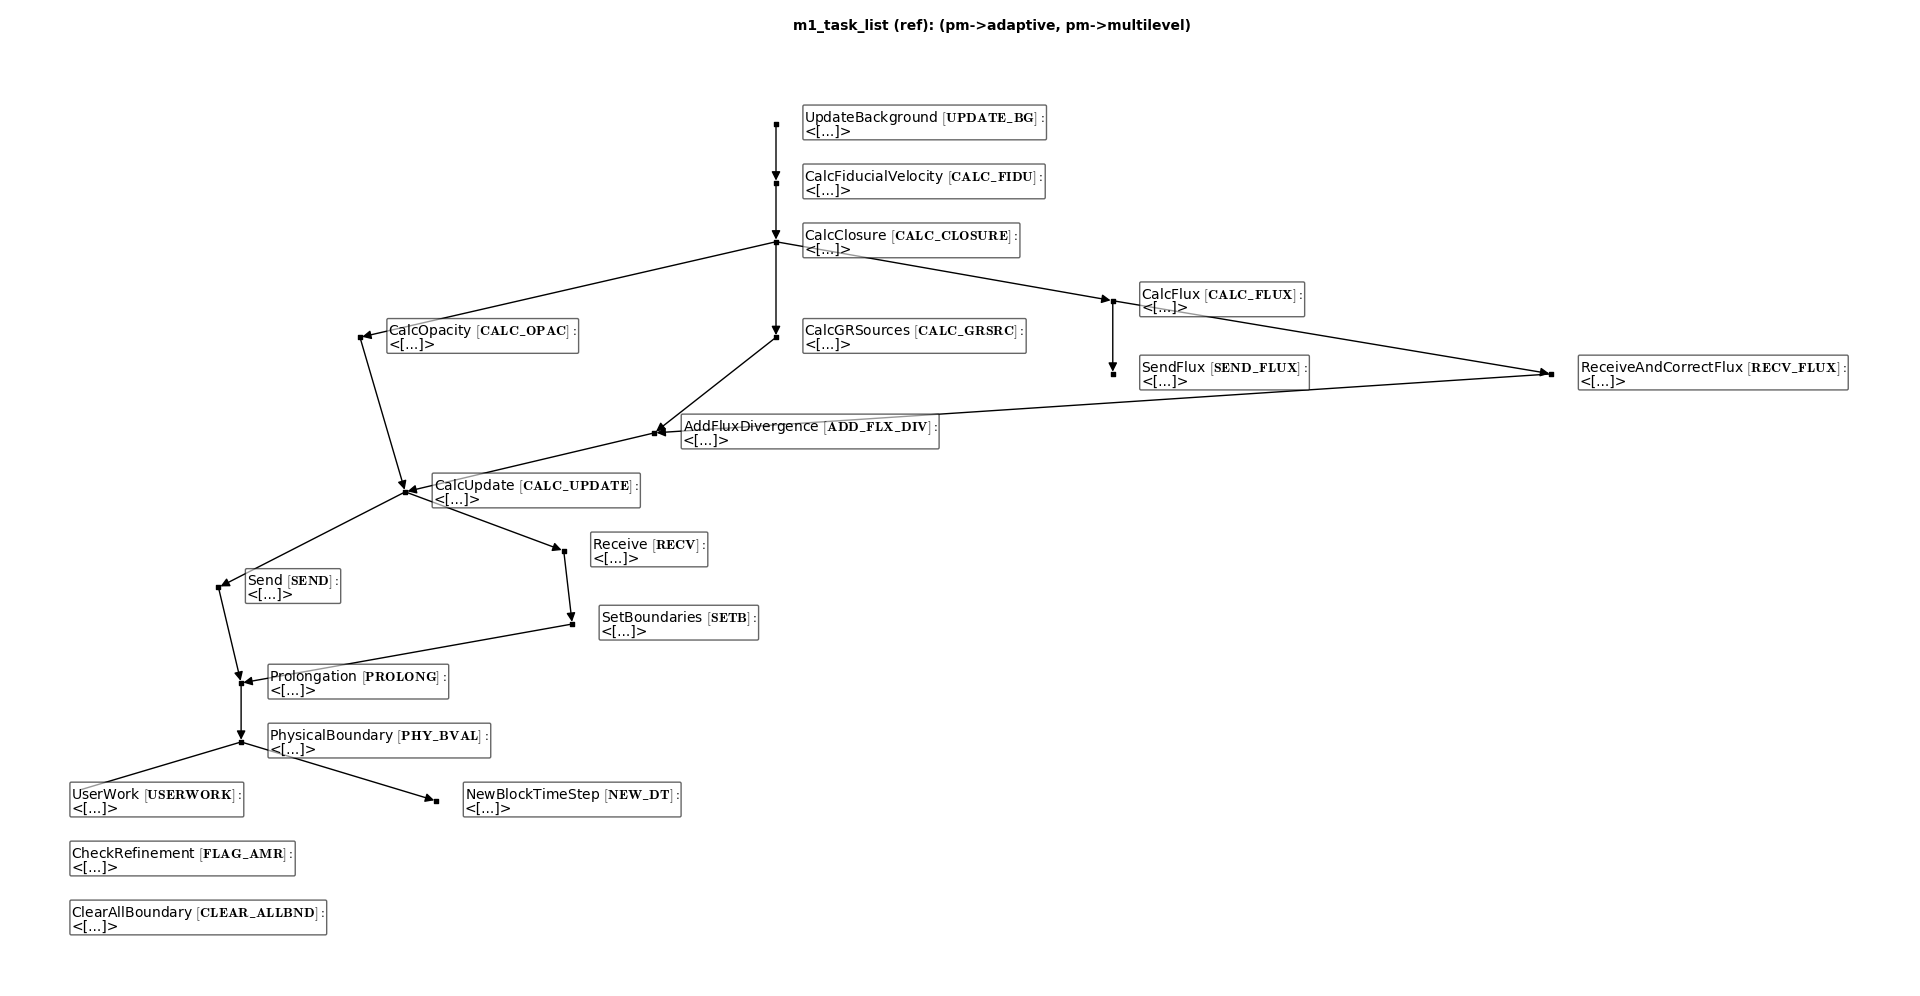 m1_task_list (ref): (pm->adaptive, pm->multilevel)
UpdateBackground [UPDATE_BG]:
<[...]>
CalcFiducialVelocity [CALC_FIDU]:
<[...]>
CalcClosure [CALC_CLOSURE]:
<[...]>
CalcFlux [CALC_FLUX]:
<[...]>
CalcOpacity [CALC_OPAC]:
<[...]>
CalcGRSources [CALC_GRSRC]:
<[...]>
SendFlux [SEND_FLUX]:
<[...]>
ReceiveAndCorrectFlux [RECV_FLUX]:
<[...]>
AddFluxDivergence [ADD_FLX_DIV]:
<[...]>
CalcUpdate [CALC_UPDATE]:
<[...]>
Receive [RECV]:
<[...]>
Send [SEND]:
<[...]>
SetBoundaries [SETB]:
<[...]>
Prolongation [PROLONG]:
<[...]>
PhysicalBoundary [PHY_BVAL]:
<[...]>
UserWork [USERWORK]:
<[...]>
NewBlockTimeStep [NEW_DT]:
<[...]>
CheckRefinement [FLAG_AMR]:
<[...]>
ClearAllBoundary [CLEAR_ALLBND]:
<[...]>